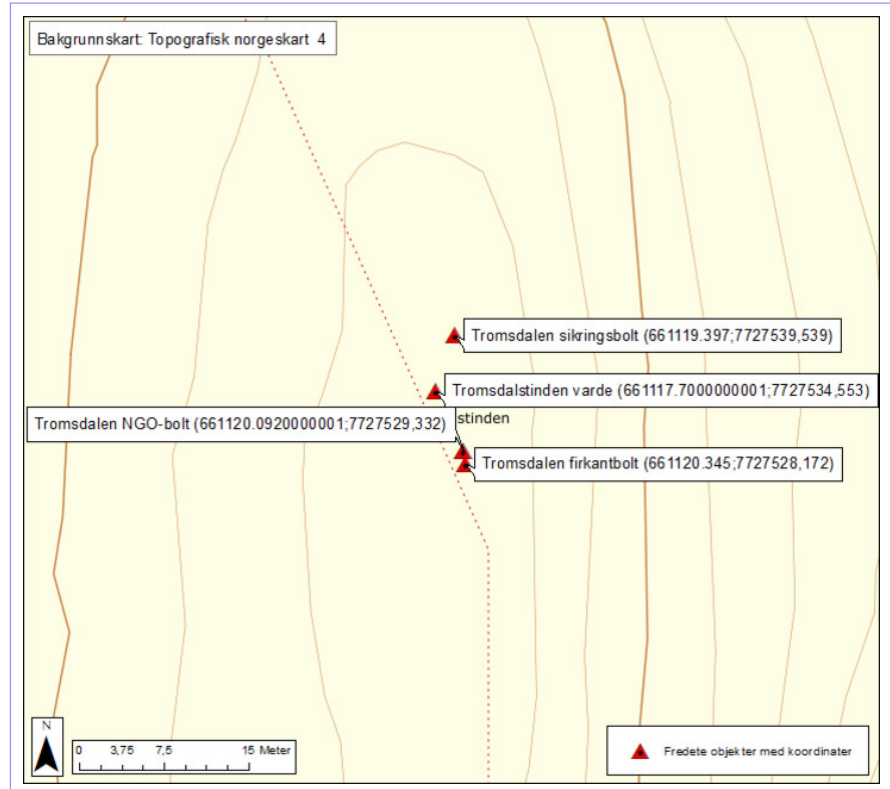 Bakgrunnskart: Topografisk norgeskart 4
Tromsdalen sikringsbolt (661119.397;7727539,539)
Tromsdalstinden varde (661117.7000000001;7727534,553)
Tromsdalen NGO-bolt (661120.0920000001;7727529,332)
stinden
Tromsdalen firkantbolt (661120.345;7727528,172)
N
0 3,75 7,5 15 Meter
Fredete objekter med koordinater